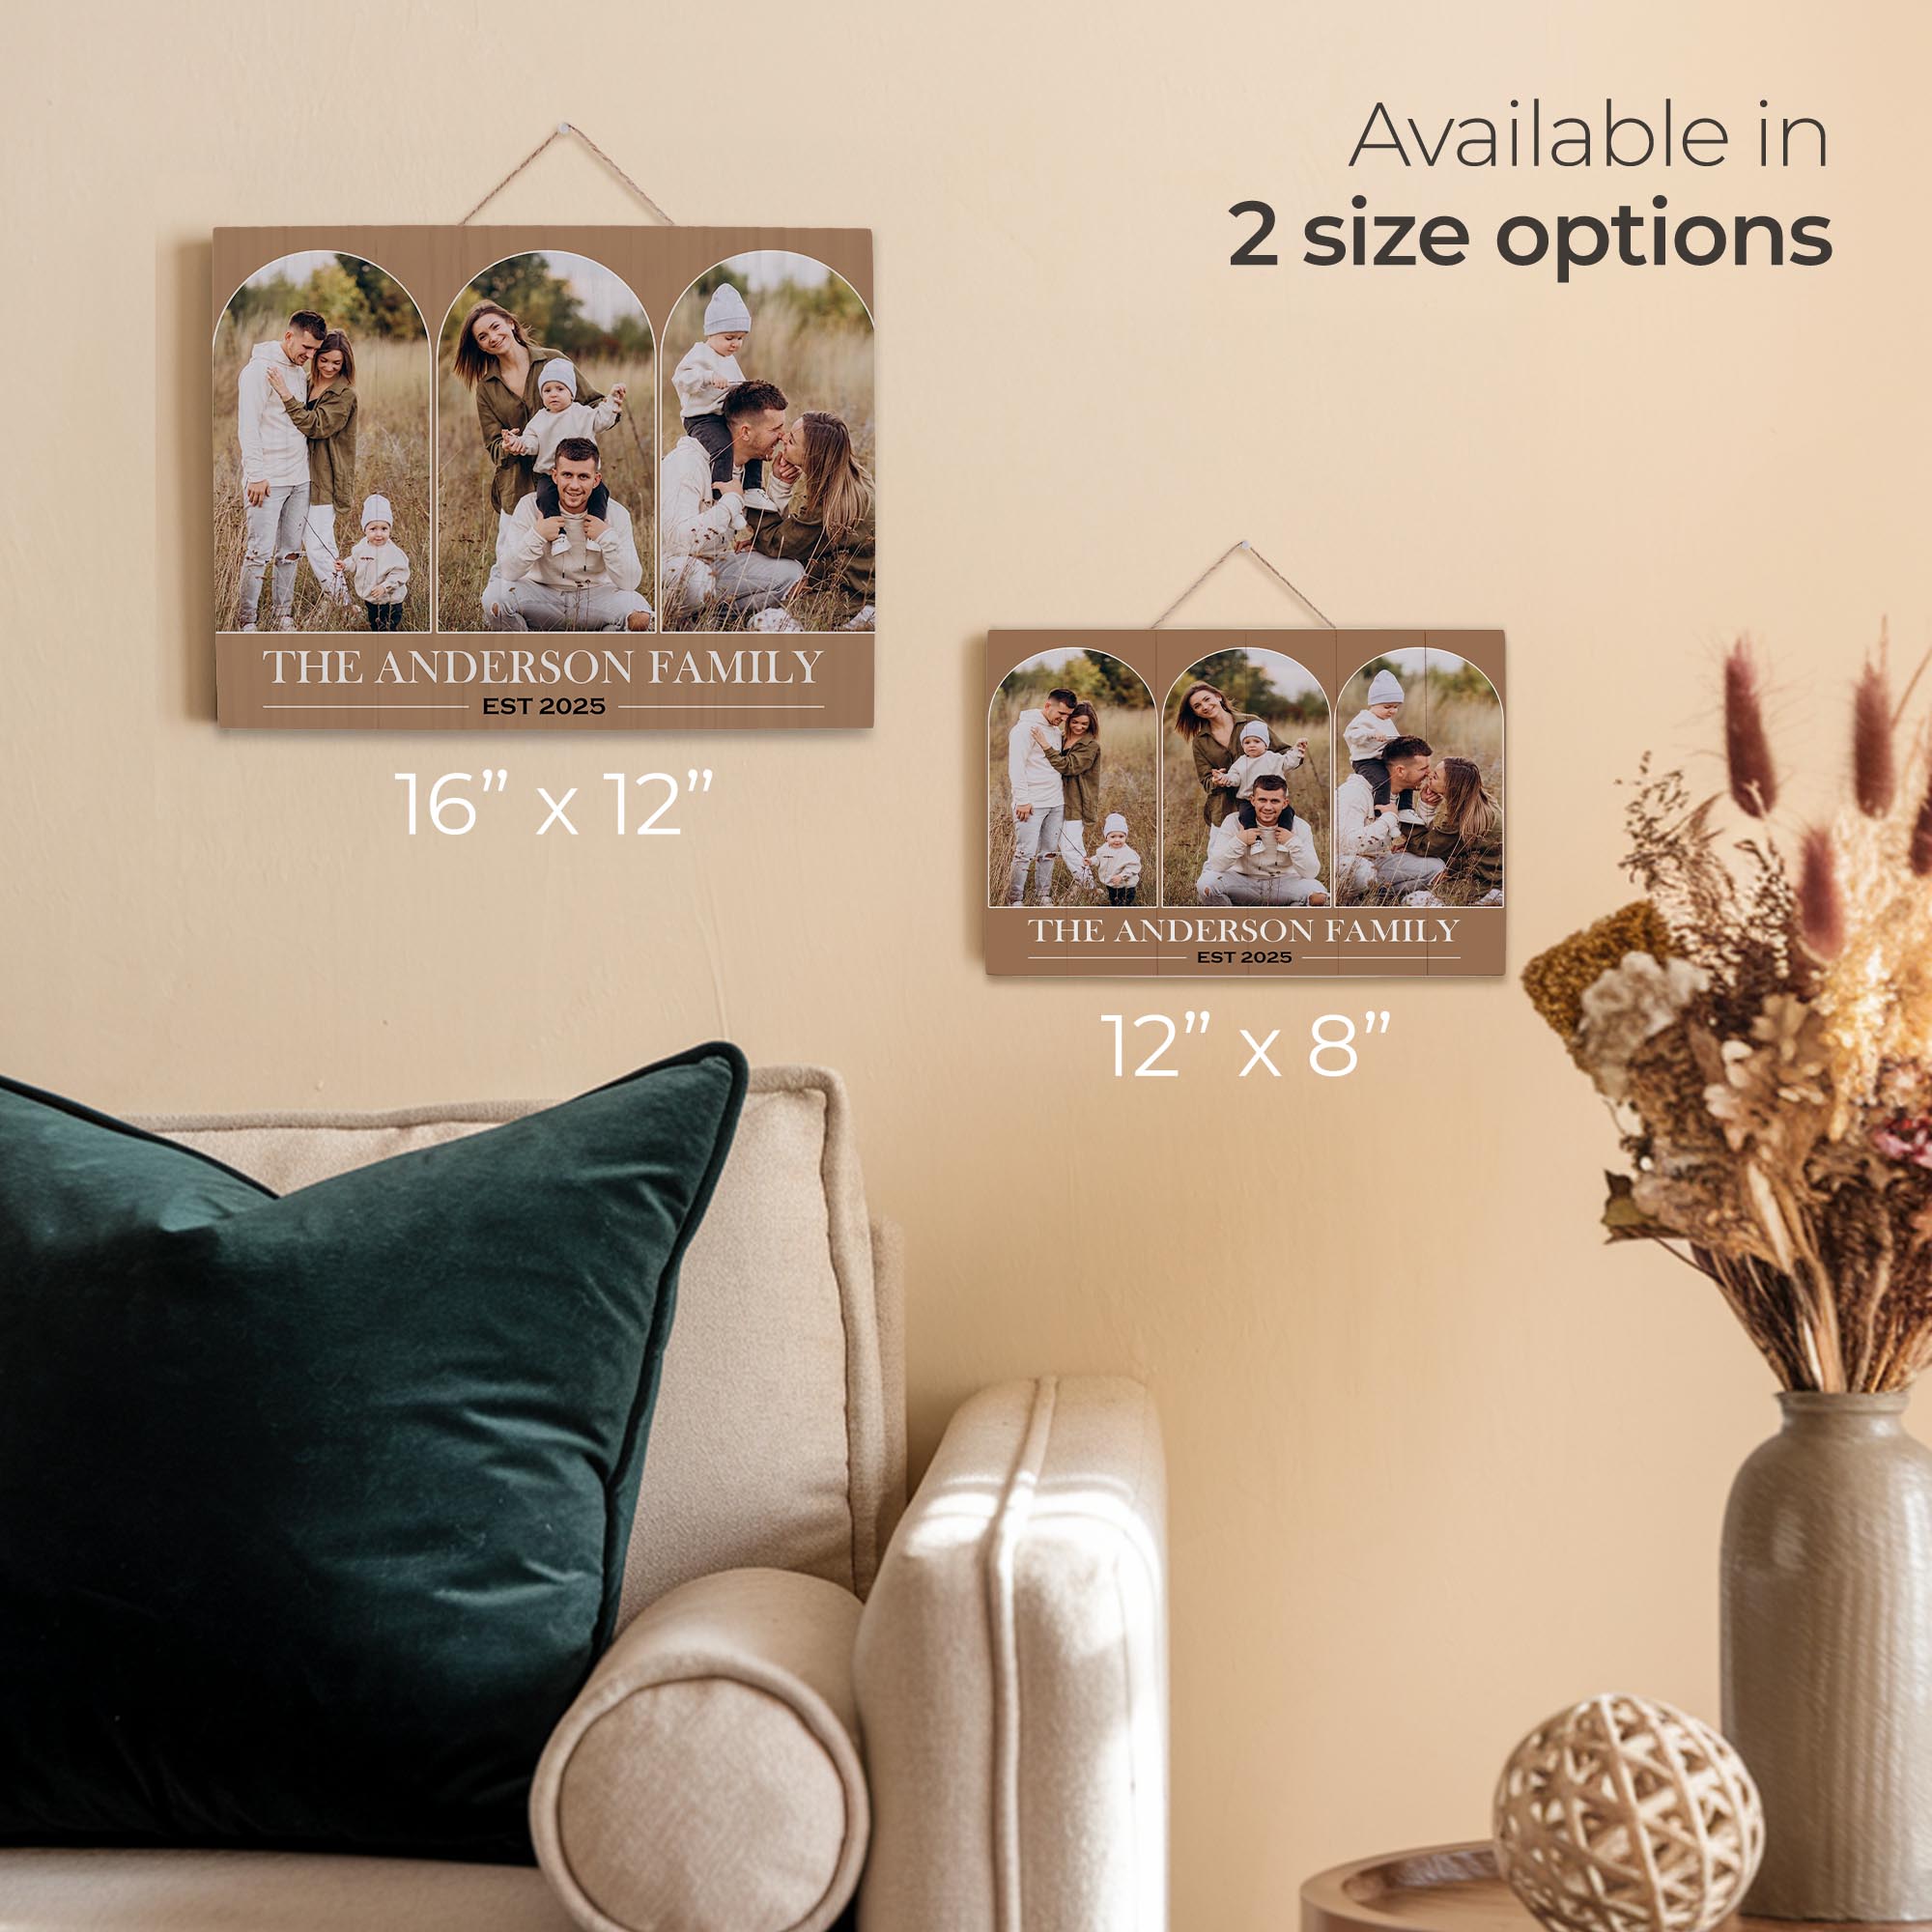 Available in
2 size options
THE ANDERSON FAMILY
EST 2025
16” x 12”
THE ANDERSON FAMILY
EST 2025
12” x 8”